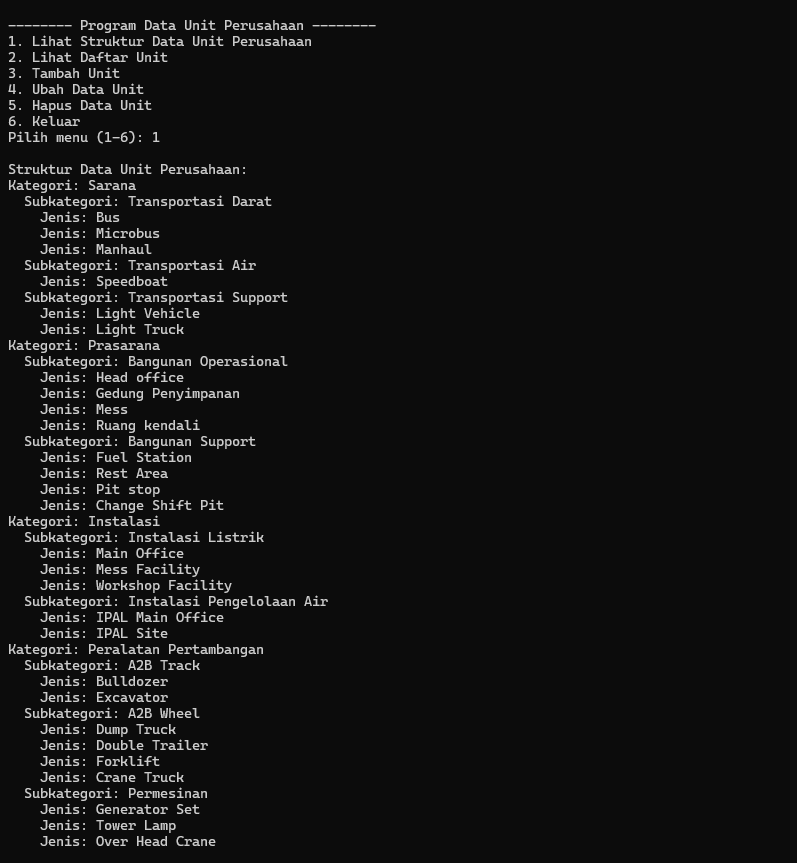 -------- Program Data Unit Perusahaan --------
1. Lihat Struktur Data Unit Perusahaan
2. Lihat Daftar Unit
3. Tambah Unit
4. Ubah Data Unit
5. Hapus Data Unit
6. Keluar
Pilih menu (1-6): 1
Struktur Data Unit Perusahaan:
Kategori: Sarana
  Subkategori: Transportasi Darat
    Jenis: Bus
    Jenis: Microbus
    Jenis: Manhaul
  Subkategori: Transportasi Air
    Jenis: Speedboat
  Subkategori: Transportasi Support
    Jenis: Light Vehicle
    Jenis: Light Truck
Kategori: Prasarana
  Subkategori: Bangunan Operasional
    Jenis: Head office
    Jenis: Gedung Penyimpanan
    Jenis: Mess
    Jenis: Ruang kendali
  Subkategori: Bangunan Support
    Jenis: Fuel Station
    Jenis: Rest Area
    Jenis: Pit stop
    Jenis: Change Shift Pit
Kategori: Instalasi
  Subkategori: Instalasi Listrik
    Jenis: Main Office
    Jenis: Mess Facility
    Jenis: Workshop Facility
  Subkategori: Instalasi Pengelolaan Air
    Jenis: IPAL Main Office
    Jenis: IPAL Site
Kategori: Peralatan Pertambangan
  Subkategori: A2B Track
    Jenis: Bulldozer
    Jenis: Excavator
  Subkategori: A2B Wheel
    Jenis: Dump Truck
    Jenis: Double Trailer
    Jenis: Forklift
    Jenis: Crane Truck
  Subkategori: Permesinan
    Jenis: Generator Set
    Jenis: Tower Lamp
    Jenis: Over Head Crane